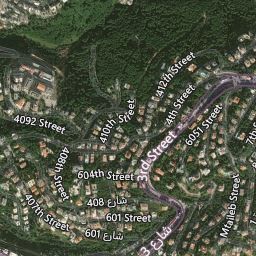 412th Street
410th Street
4th Street
6051 Street
4092 Street
3rd Street
408th Street
604th Street
Mtaileb Street
407th Street
شارع 408
601 Street
شارع 601
شارع 3